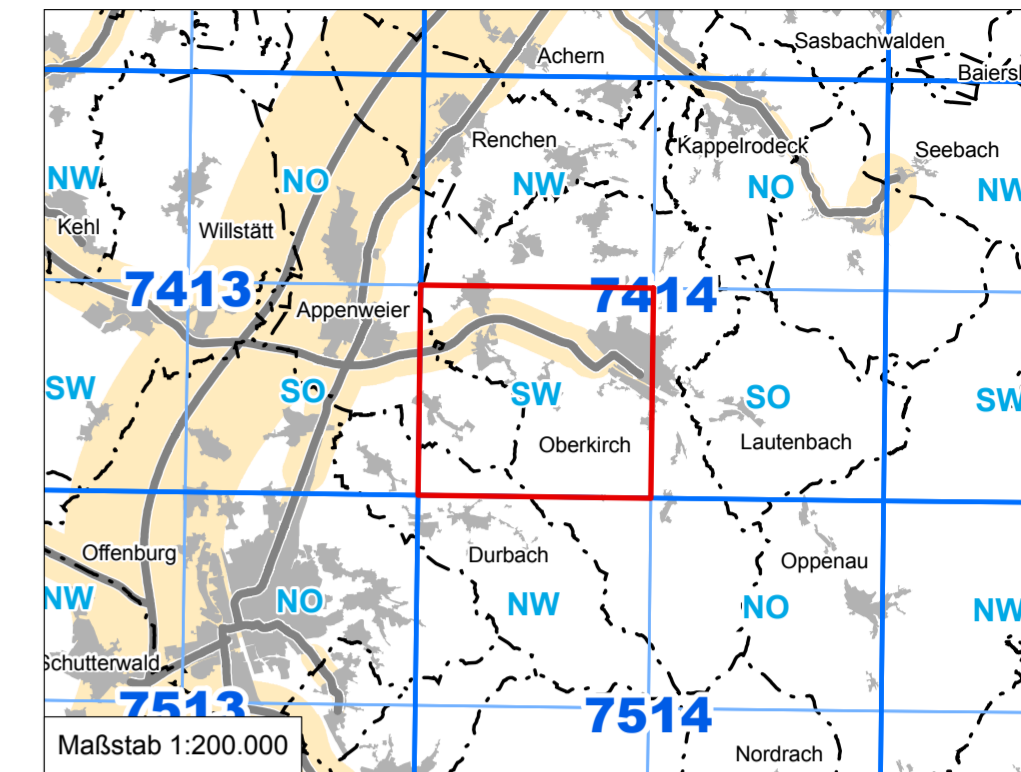 Achern
Sasbachwalden
Baiersl
Renchen
Kappelrodeck
Seebach
NW
NO
NW
NO
NW
Kehl
Willstätt
7413
7414
Appenweier
SW
SO
SW
SO
SW
Oberkirch
Lautenbach
Offenburg
Durbach
Oppenau
NW
NO
NW
NO
NW
Schutterwald
7513
7514
Maßstab 1:200.000
Nordrach